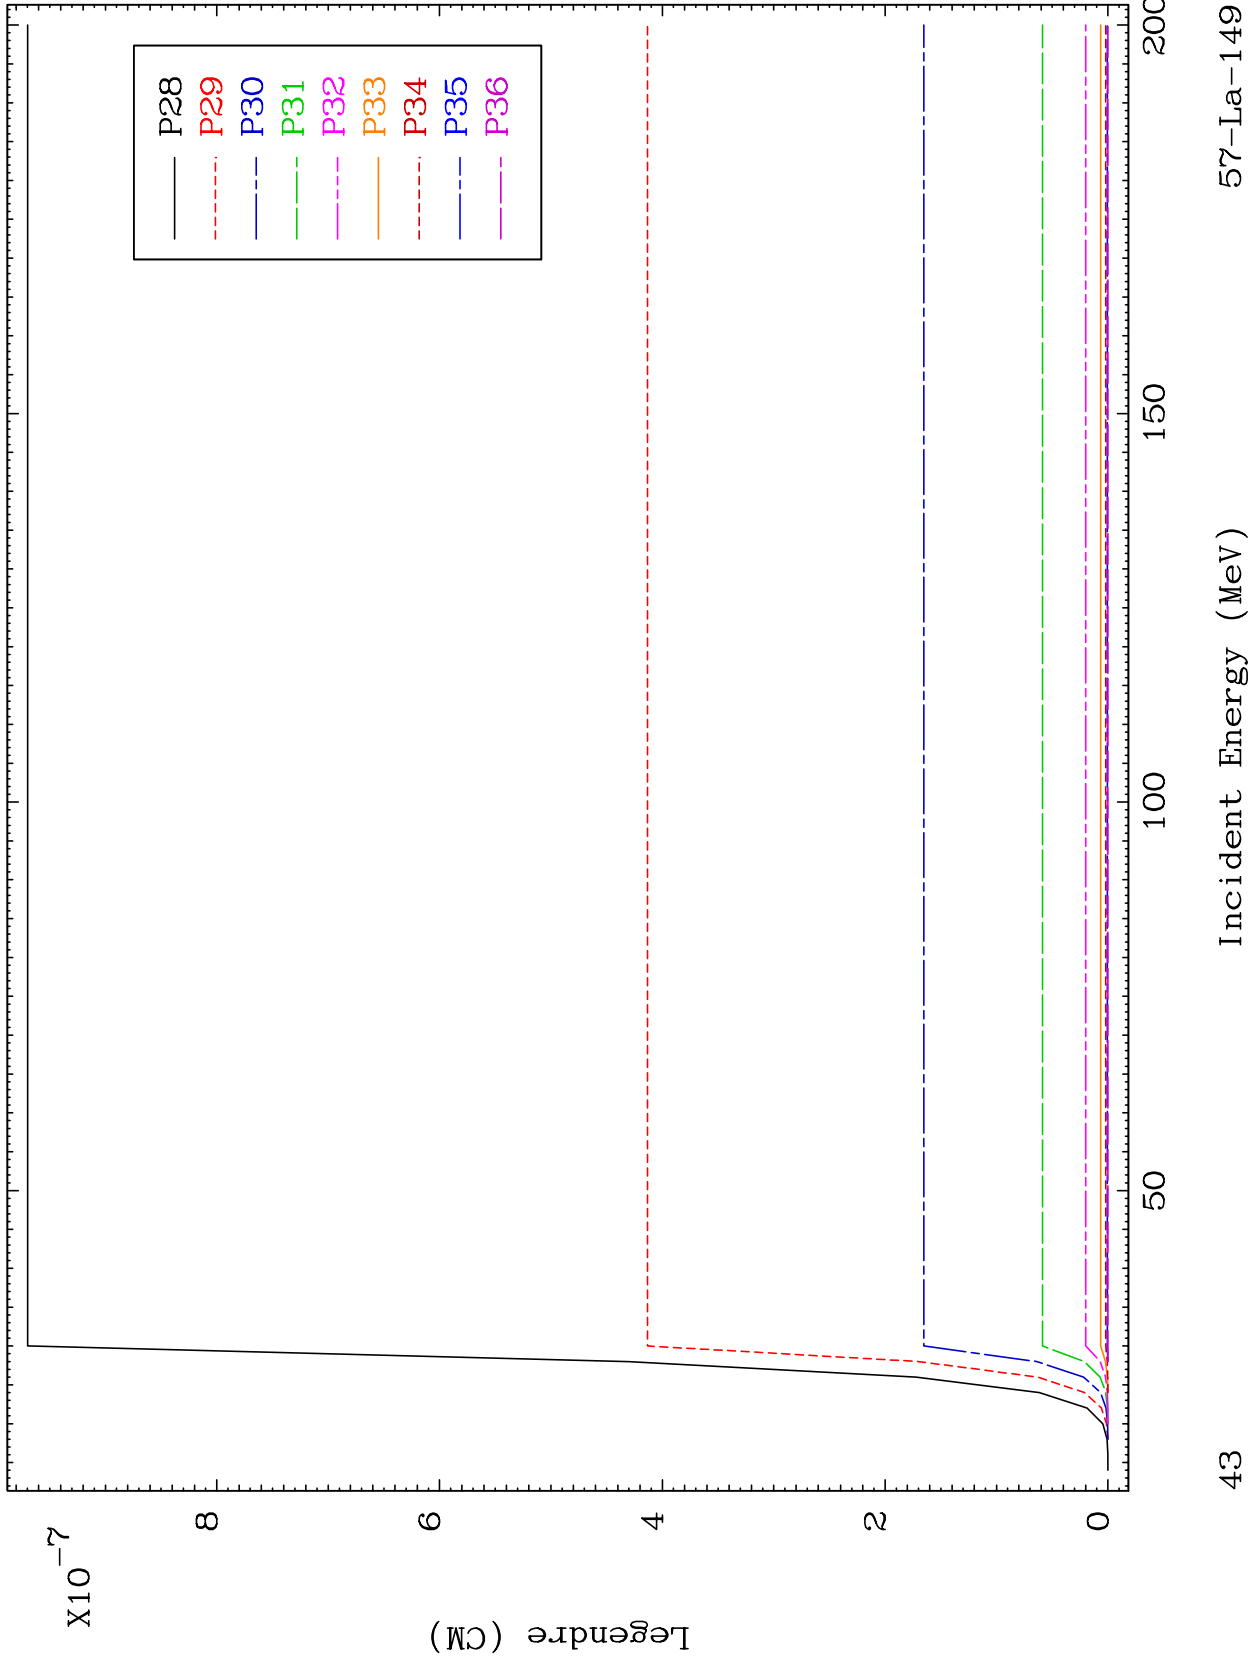 X10
-7
8
6
4
2
0
Legendre (CM)
P28
P29
P30
P31
P32
P33
P34
P35
P36
50
100
150
200
Incident Energy (MeV)
43
57-La-149